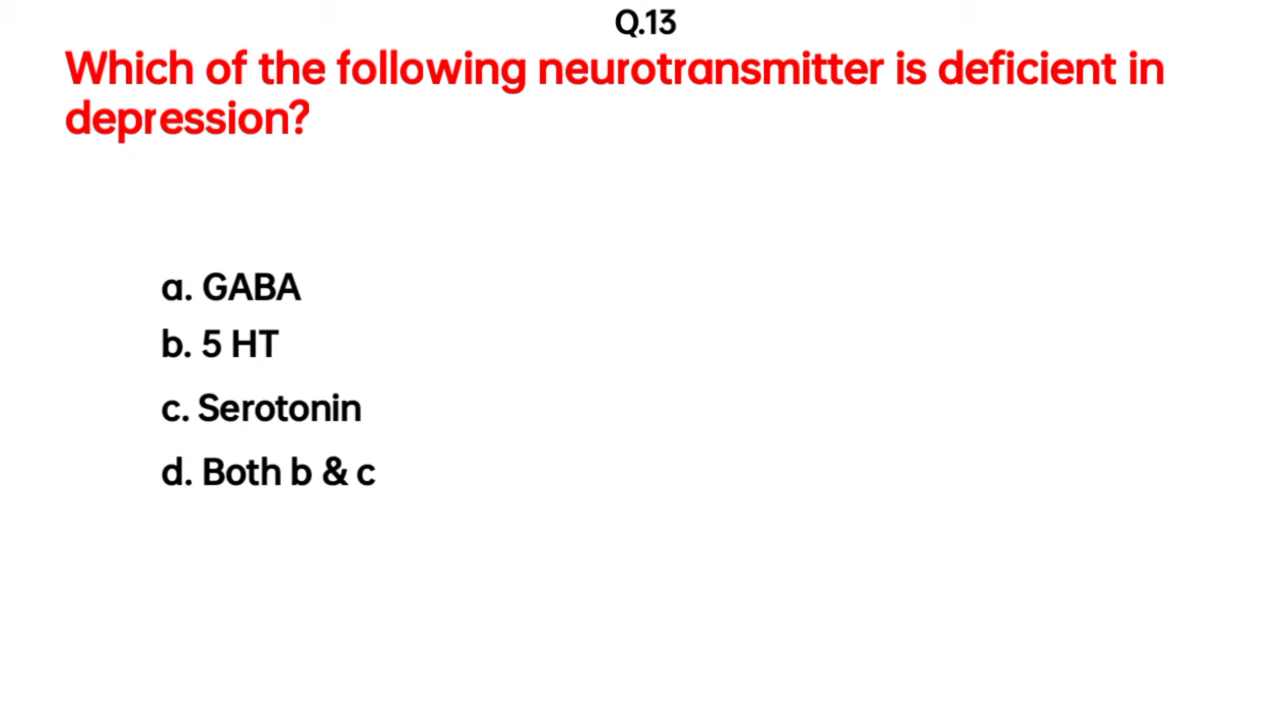 Q.13
Which of the following neurotransmitter is deficient in
depression?
a. GABA
b. 5 HT
c. Serotonin
d. Both b & c